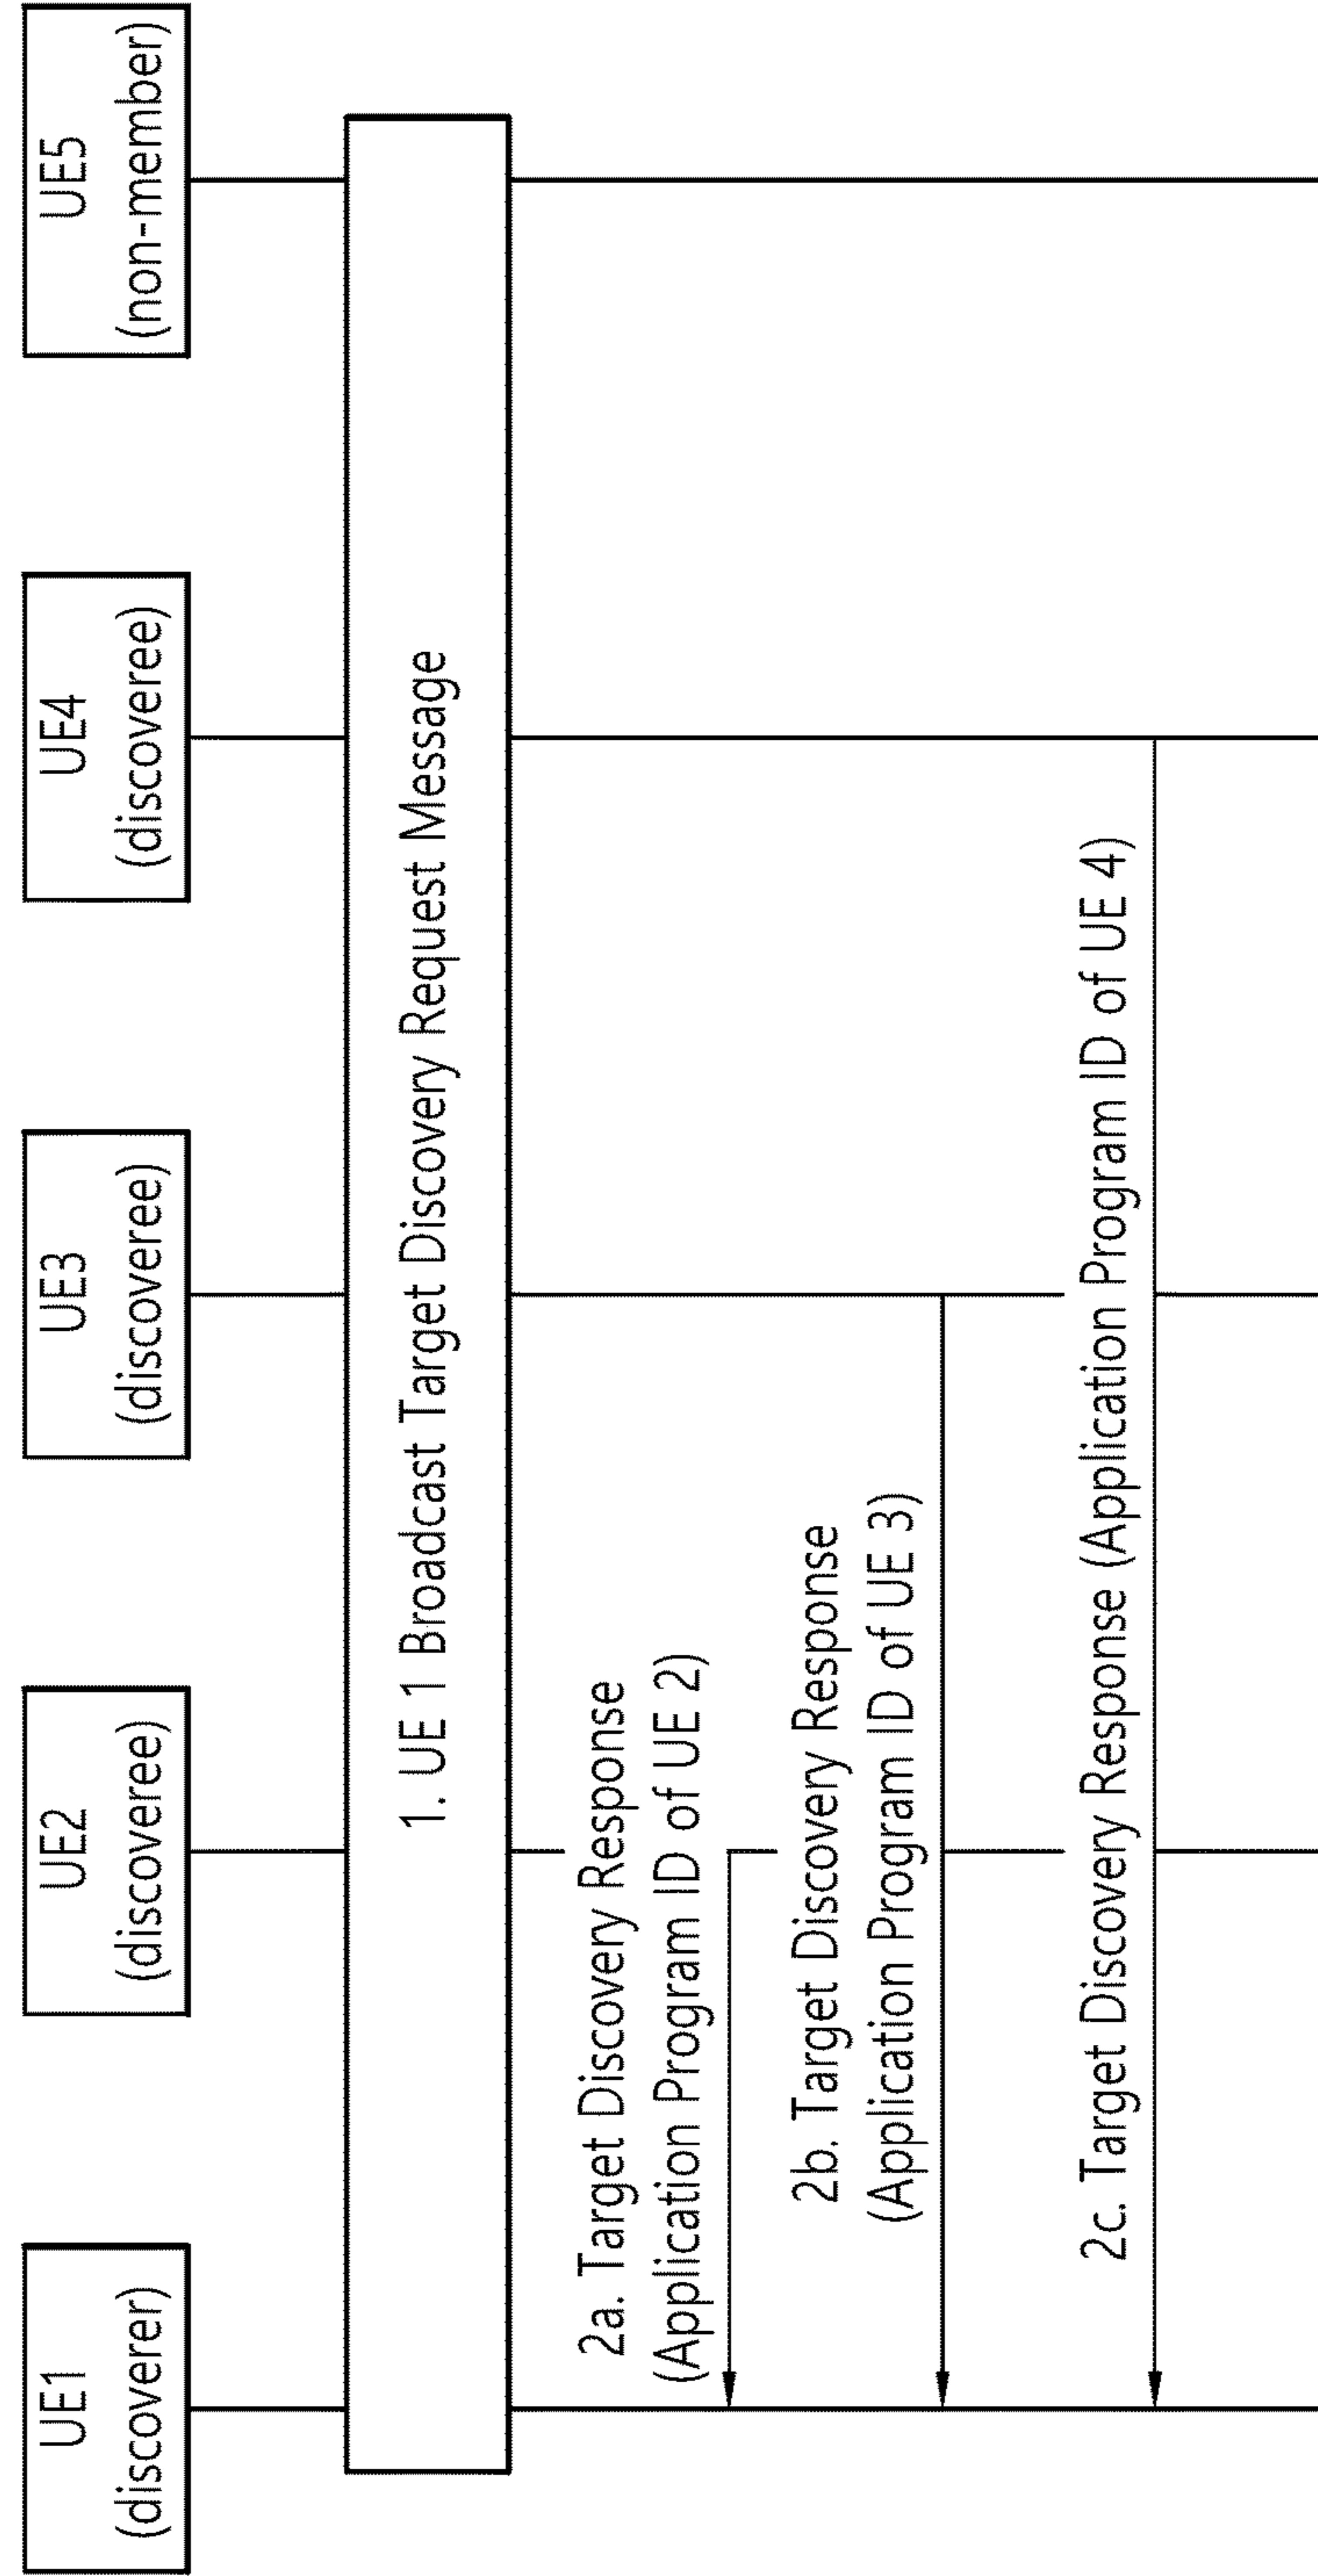 UE1
(discoverer)
UE2
(discoveree)
UE3
(discoveree)
UE4
(discoveree)
UE5
(non-member)
1. UE 1 Broadcast Target Discovery Request Message
2a. Target Discovery Response
(Application Program ID of UE 2)
2b. Target Discovery Response
(Application Program ID of UE 3)
2c. Target Discovery Response (Application Program ID of UE 4)